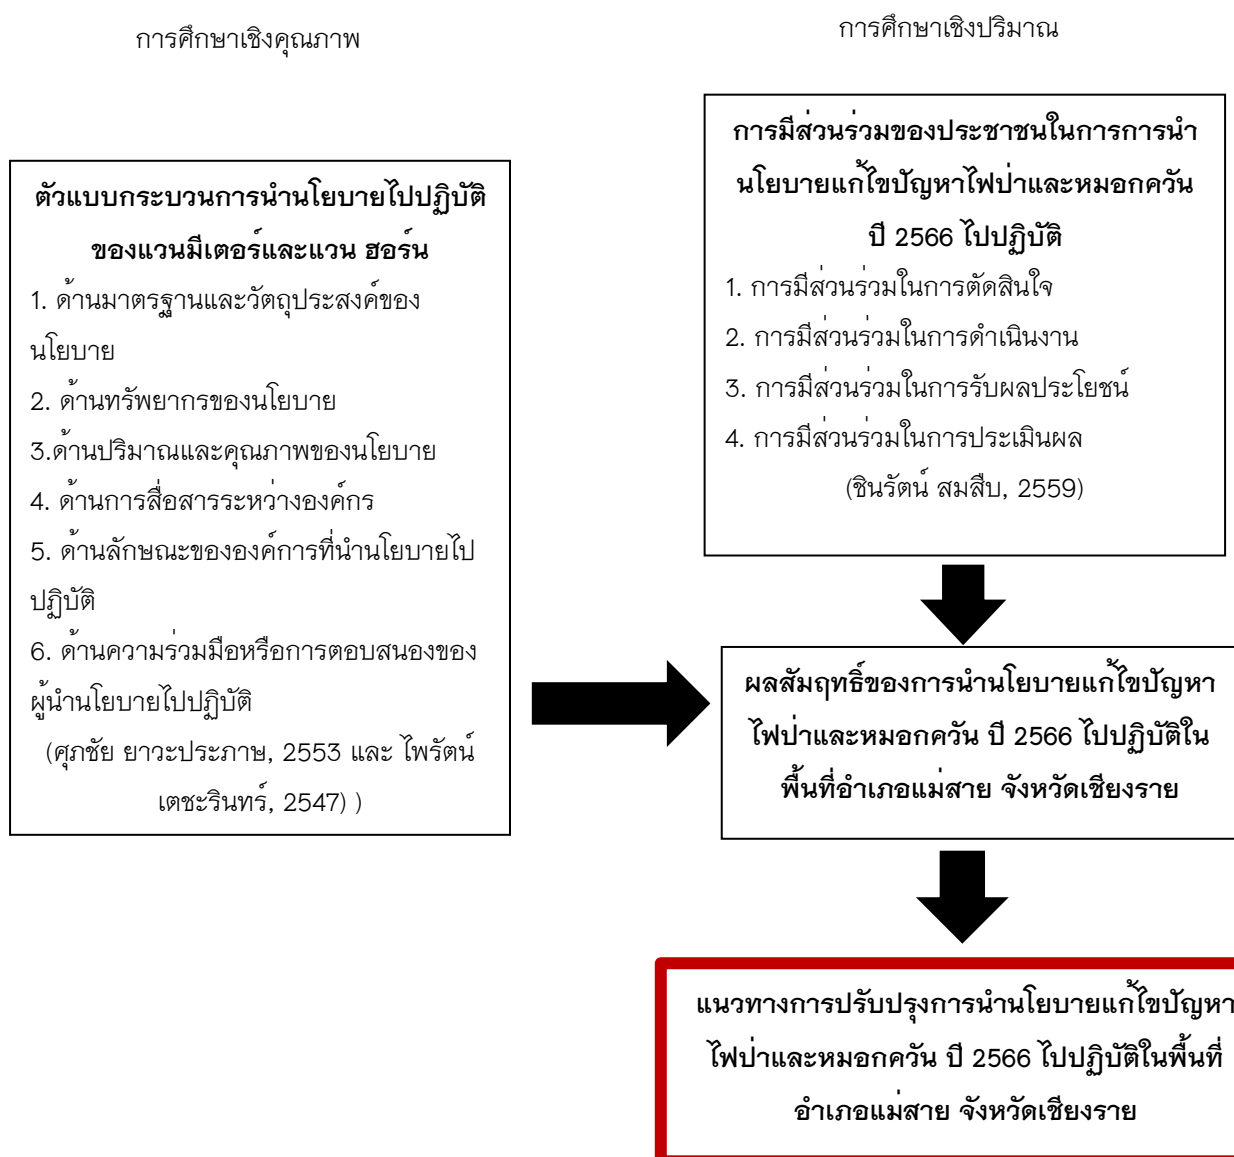 การศึกษาเชิงคุณภาพ
การศึกษาเชิงปริมาณ
ตัวแบบกระบวนการนำนโยบายไปปฏิบัติ
ของแวนมีเตอร์และแวน ฮอร์น
1. ด้านมาตรฐานและวัตถุประสงค์ของ
นโยบาย
2. ด้านทรัพยากรของนโยบาย
3.ด้านปริมาณและคุณภาพของนโยบาย
4. ด้านการสื่อสารระหว่างองค์กร
5. ด้านลักษณะขององค์การที่นำนโยบายไป
ปฏิบัติ
6. ด้านความร่วมมือหรือการตอบสนองของ
ผู้นำนโยบายไปปฏิบัติ
(ศุภชัย ยาวะประภาษ, 2553 และ ไพรัตน์
เตชะรินทร์, 2547) )
การมีส่วนร่วมของประชาชนในการการนำ
นโยบายแก้ไขปัญหาไฟป่าและหมอกควัน
ปี 2566 ไปปฏิบัติ
1. การมีส่วนร่วมในการตัดสินใจ
2. การมีส่วนร่วมในการดำเนินงาน
3. การมีส่วนร่วมในการรับผลประโยชน์
4. การมีส่วนร่วมในการประเมินผล
(ชินรัตน์ สมสืบ, 2559)
ผลสัมฤทธิ์ของการนำนโยบายแก้ไขปัญหา
ไฟป่าและหมอกควัน ปี 2566 ไปปฏิบัติใน
พื้นที่อำเภอแม่สาย จังหวัดเชียงราย
แนวทางการปรับปรุงการนำนโยบายแก้ไขปัญหา
ไฟป่าและหมอกควัน ปี 2566 ไปปฏิบัติในพื้นที่
อำเภอแม่สาย จังหวัดเชียงราย